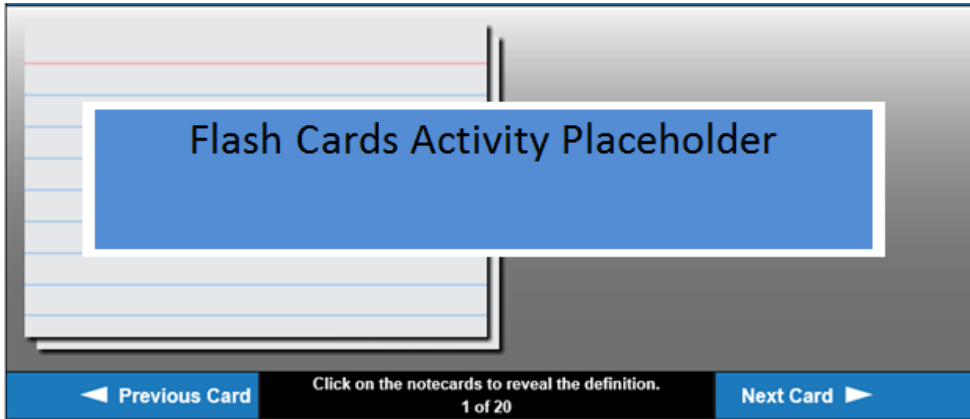 Flash Cards Activity Placeholder
Previous Card
Click on the notecards to reveal the definition.
1 of 20
Next Card